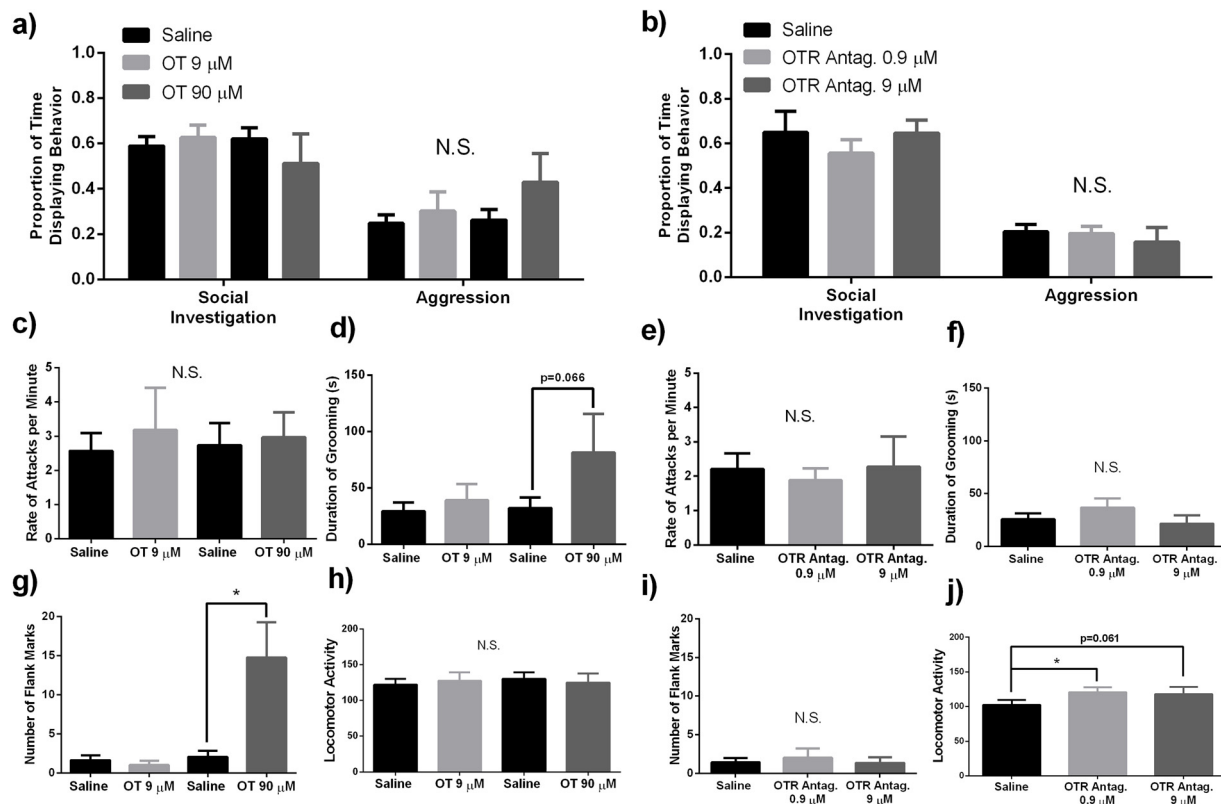 a)
Saline
OT 9 μM
OT 90 μM
Proportion of Time
Displaying Behavior
1.0
0.8
0.6
0.4
0.2
0.0
N.S.
Social
Investigation
Aggression
b)
Saline
OTR Antag. 0.9 μM
OTR Antag. 9 μM
Proportion of Time
Displaying Behavior
1.0
0.8
0.6
0.4
0.2
0.0
N.S.
Social
Investigation
Aggression
c)
Rate of Attacks per Minute
5
4
3
2
1
0
N.S.
Saline OT 9 μM Saline OT 90 μM
d)
Duration of Grooming (s)
150
100
50
0
p=0.066
Saline OT 9 μM Saline OT 90 μM
e)
Rate of Attacks per Minute
5
4
3
2
1
0
N.S.
Saline OTR Antag. OTR Antag.
0.9 μM 9 μM
f)
Duration of Grooming (s)
150
100
50
0
N.S.
Saline OTR Antag. OTR Antag.
0.9 μM 9 μM
g)
Number of Flank Marks
20
15
10
5
0
*
Saline OT 9 μM Saline OT 90 μM
h)
Locomotor Activity
200
150
100
50
0
N.S.
Saline OT 9 μM Saline OT 90 μM
i)
Number of Flank Marks
20
15
10
5
0
N.S.
Saline OTR Antag. OTR Antag.
0.9 μM 9 μM
j)
Locomotor Activity
200
150
100
50
0
p=0.061
*
Saline OTR Antag. OTR Antag.
0.9 μM 9 μM